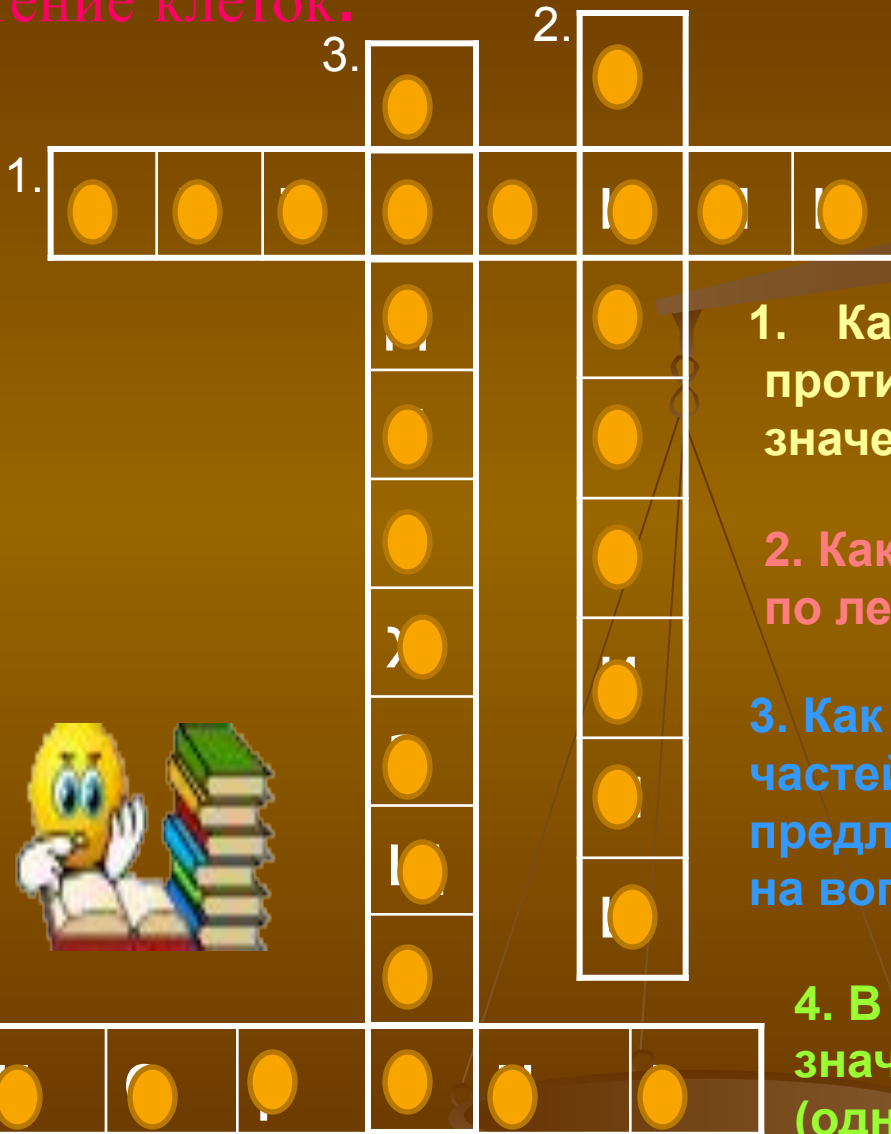 тение клеток.
3.
2.
1.
1. Ка
проти
значе
2. Как
по ле
3. Как
частей
предл
на воп
4. В
знач
(одн